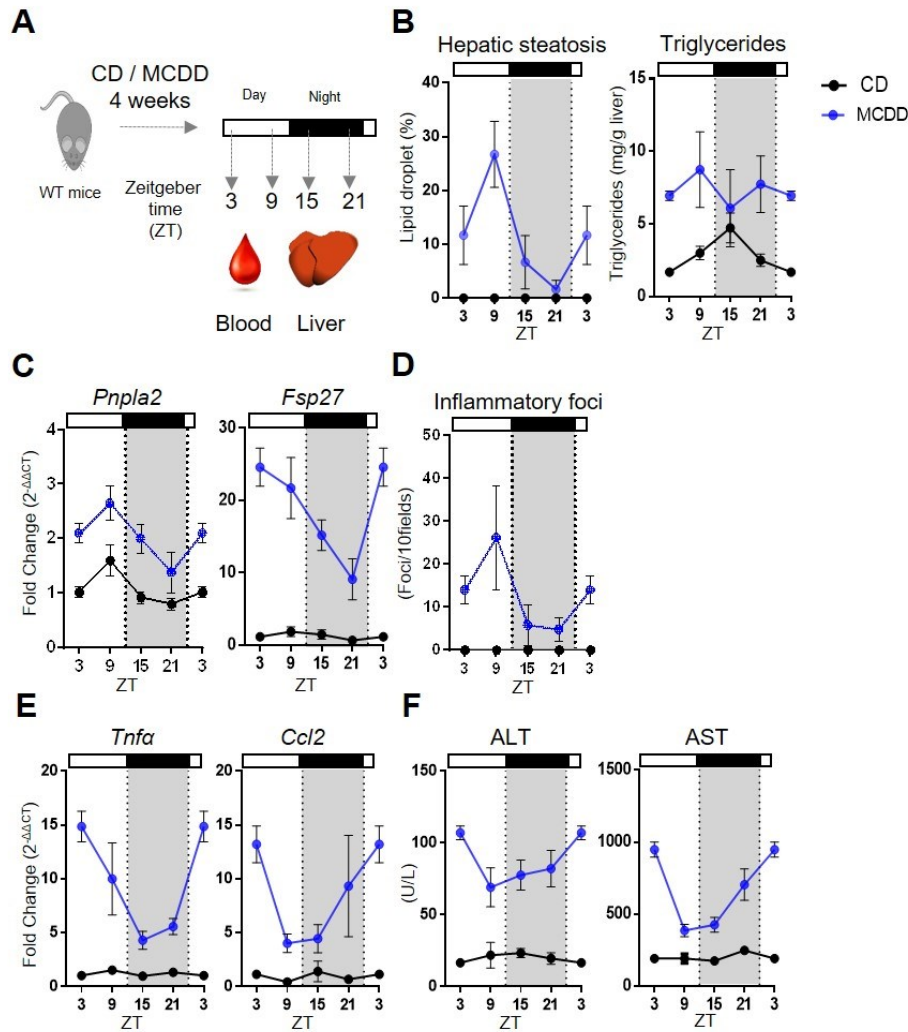 A
CD / MCDD
4 weeks
WT mice
Zeitgeber
time
(ZT)
Day
Night
3 9 15 21
Blood Liver
B
Hepatic steatosis
Lipid droplet (%)
40
30
20
10
0
3 9 15 21 3
ZT
Triglycerides
Triglycerides (mg/g liver)
15
10
5
0
3 9 15 21 3
ZT
CD
MCDD
C
Pnpla2
Fold Change (2-ΔΔCT)
4
3
2
1
0
3 9 15 21 3
ZT
Fsp27
30
20
10
0
3 9 15 21 3
ZT
D
Inflammatory foci
(Foci/10fields)
50
40
30
20
10
0
3 9 15 21 3
ZT
E
Tnfα
Fold Change (2-ΔΔCT)
20
15
10
5
0
3 9 15 21 3
ZT
Ccl2
20
15
10
5
0
3 9 15 21 3
ZT
F
ALT
(U/L)
150
100
50
0
3 9 15 21 3
ZT
AST
1500
1000
500
0
3 9 15 21 3
ZT